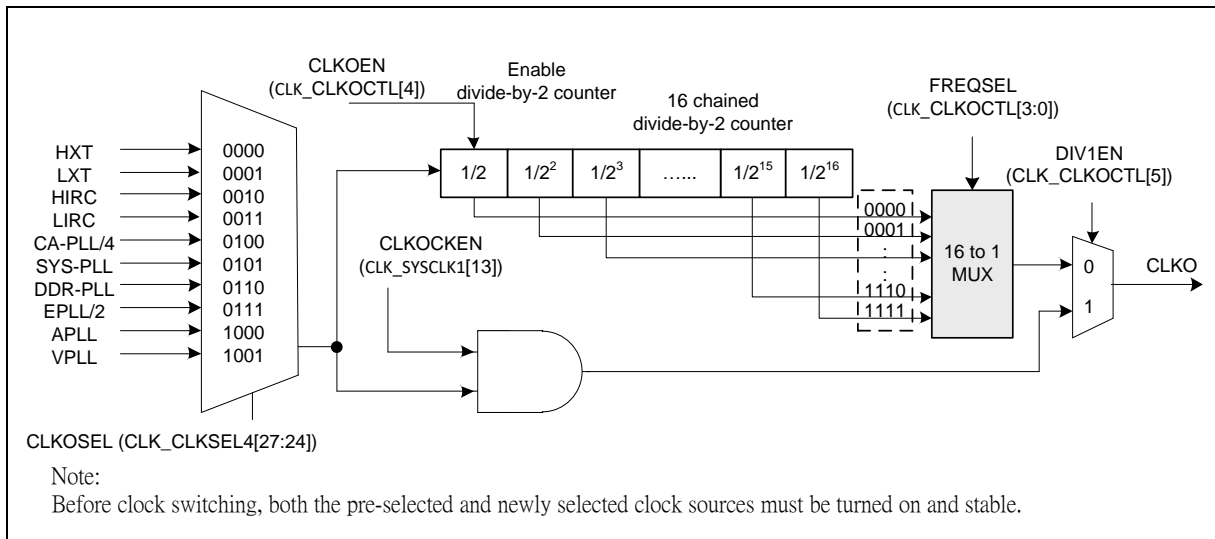 CLKOEN
(CLK_CLKOCTL[4])
Enable
divide-by-2 counter
16 chained
divide-by-2 counter
FREQSEL
(CLK_CLKOCTL[3:0])
DIV1EN
(CLK_CLKOCTL[5])
HXT 0000
LXT 0001
HIRC 0010
LIRC 0011
CA-PLL/4 0100
SYS-PLL 0101
DDR-PLL 0110
EPLL/2 0111
APLL 1000
VPLL 1001
1/2 1/2² 1/2³ …... 1/2¹⁵ 1/2¹⁶
0000
0001
:
:
1110
1111
16 to 1
MUX
0
1
CLKO
CLKOCKEN
(CLK_SYSCLK1[13])
CLKOSEL (CLK_CLKSEL4[27:24])
Note:
Before clock switching, both the pre-selected and newly selected clock sources must be turned on and stable.